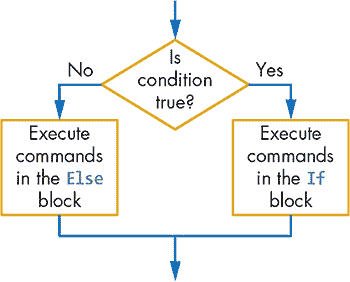 Is
condition
true?
No
Yes
Execute
commands
in the Else
block
Execute
commands
in the If
block